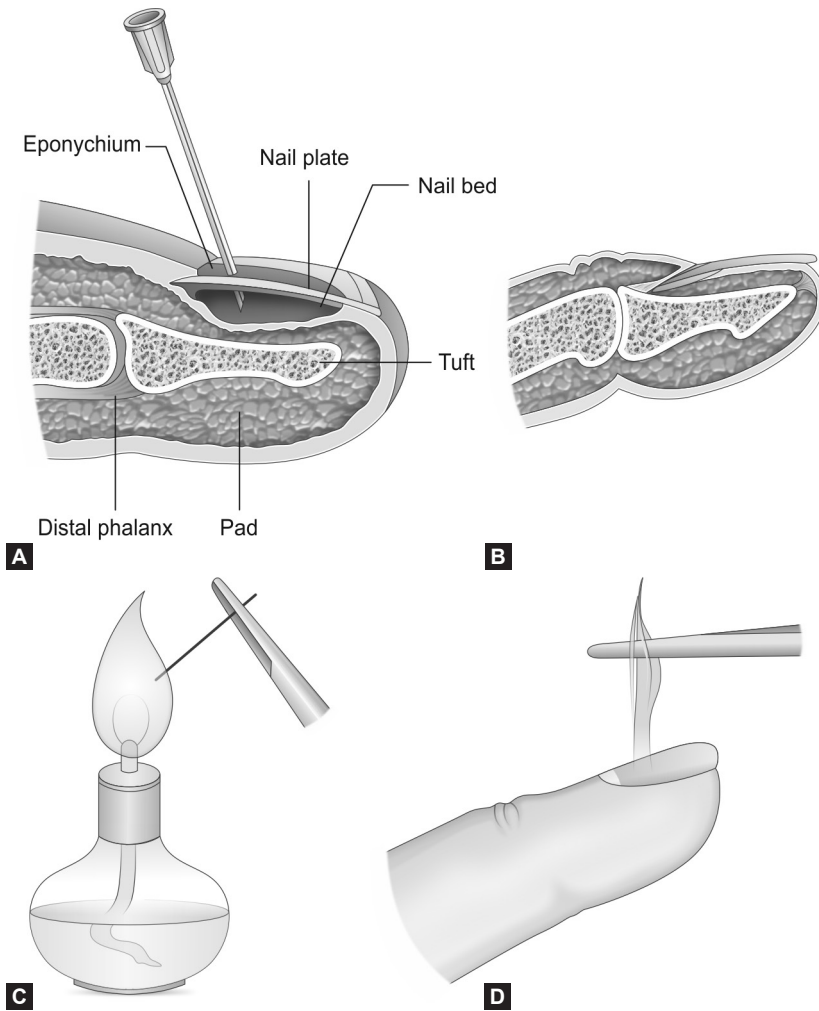 Eponychium
Nail plate
Nail bed
Tuft
Distal phalanx
Pad
A
B
C
D